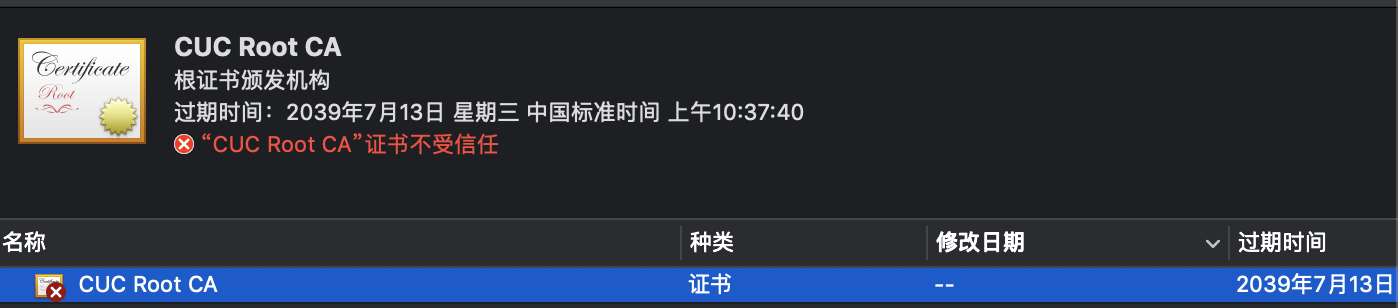 Certificate
Root
CUC Root CA
根证书颁发机构
过期时间：2039年7月13日 星期三 中国标准时间 上午10:37:40
“CUC Root CA”证书不受信任
名称 种类 修改日期 过期时间
CUC Root CA 证书 -- 2039年7月13日